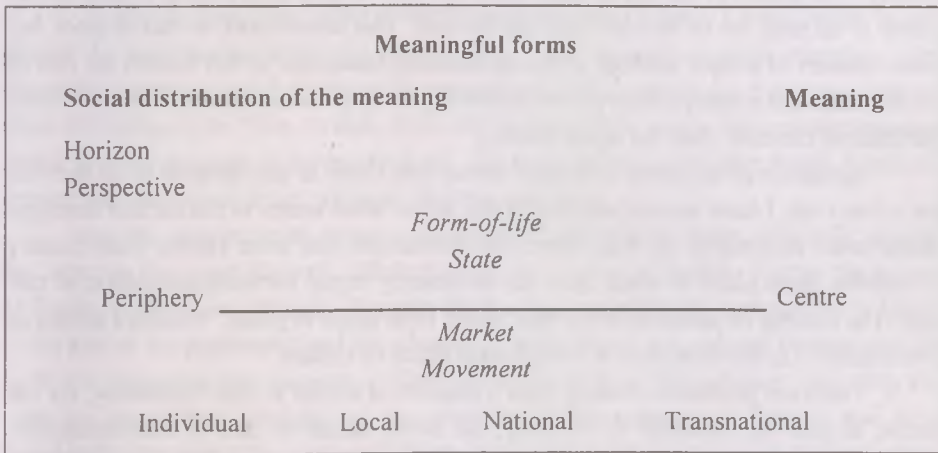 Meaningful forms
Social distribution of the meaning Meaning
Horizon
Perspective
Form-of-life
State
Periphery Centre
Market
Movement
Individual Local National Transnational